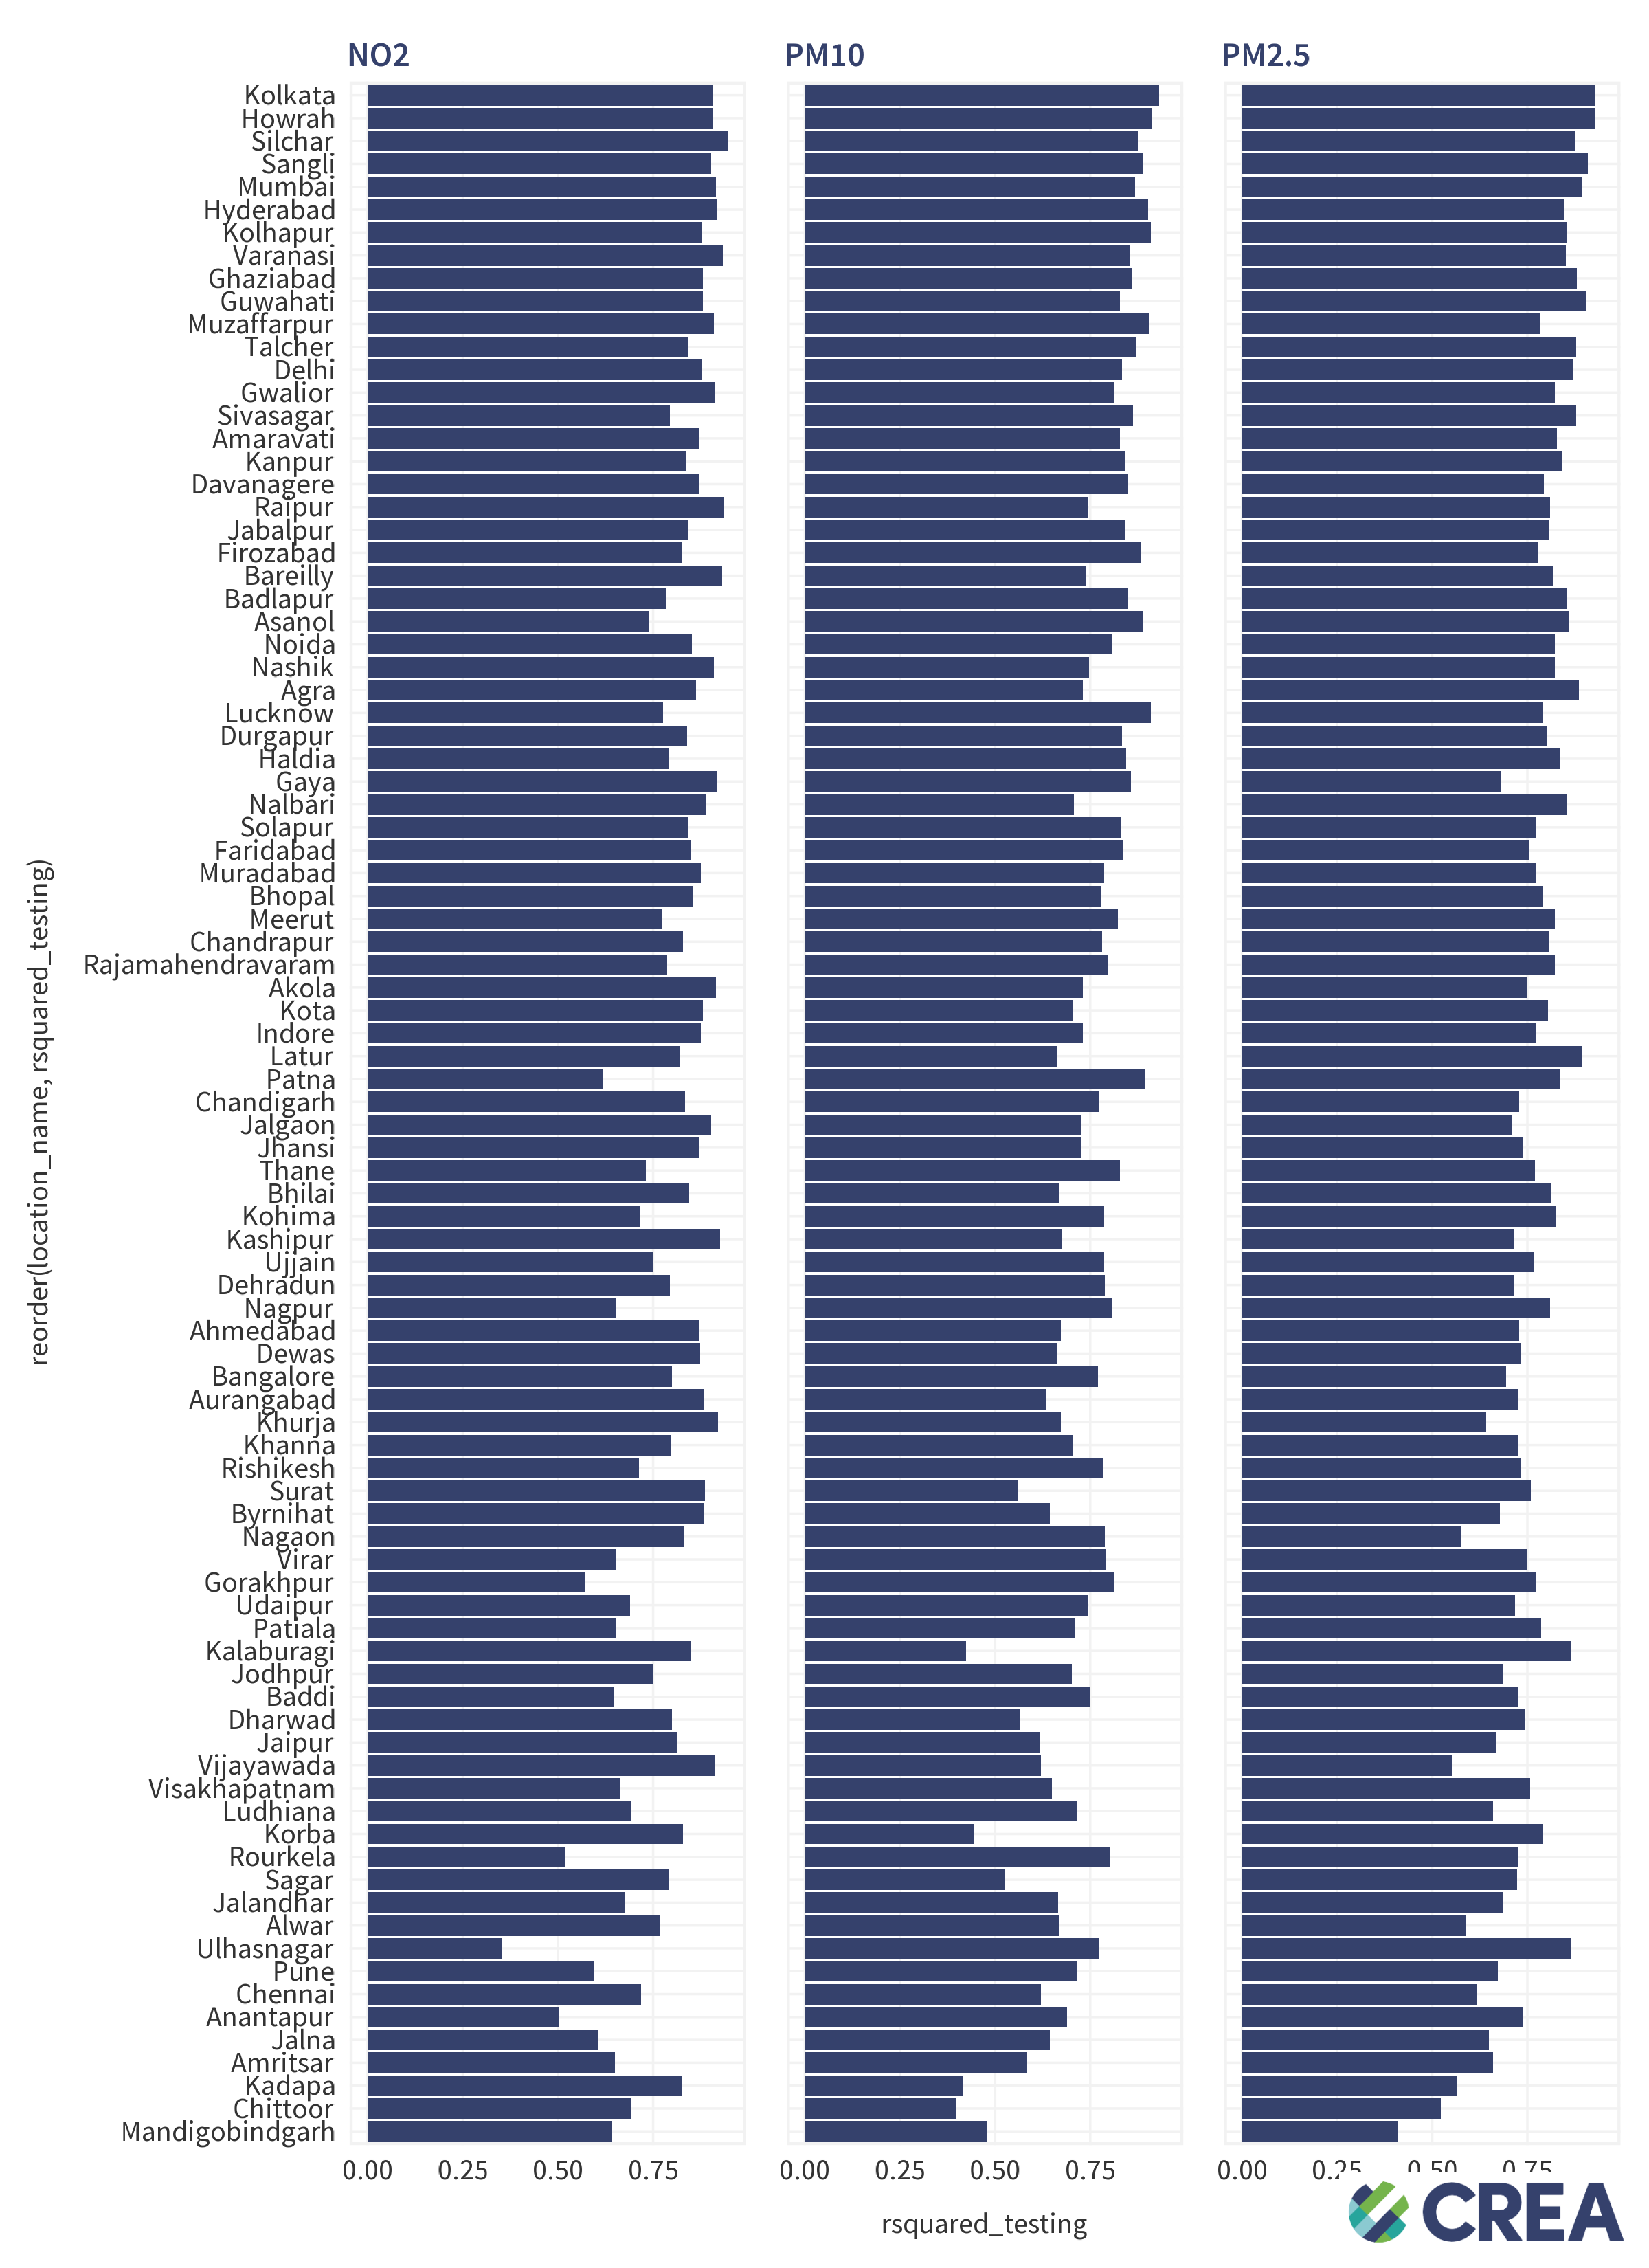 NO2 PM10 PM2.5
Kolkata
Howrah
Silchar
Sangli
Mumbai
Hyderabad
Kolhapur
Varanasi
Ghaziabad
Guwahati
Muzaffarpur
Talcher
Delhi
Gwalior
Sivasagar
Amaravati
Kanpur
Davanagere
Raipur
Jabalpur
Firozabad
Bareilly
Badlapur
Asanol
Noida
Nashik
Agra
Lucknow
Durgapur
Haldia
Gaya
Nalbari
Solapur
Faridabad
Muradabad
Bhopal
Meerut
Chandrapur
Rajamahendravaram
Akola
Kota
Indore
Latur
Patna
Chandigarh
Jalgaon
Jhansi
Thane
Bhilai
Kohima
Kashipur
Ujjain
Dehradun
Nagpur
Ahmedabad
Dewas
Bangalore
Aurangabad
Khurja
Khanna
Rishikesh
Surat
Byrnihat
Nagaon
Virar
Gorakhpur
Udaipur
Patiala
Kalaburagi
Jodhpur
Baddi
Dharwad
Jaipur
Vijayawada
Visakhapatnam
Ludhiana
Korba
Rourkela
Sagar
Jalandhar
Alwar
Ulhasnagar
Pune
Chennai
Anantapur
Jalna
Amritsar
Kadapa
Chittoor
Mandigobindgarh
reorder(location_name, rsquared_testing)
0.00 0.25 0.50 0.75 0.00 0.25 0.50 0.75 0.00 0.25 0.50 0.75
rsquared_testing
CREA